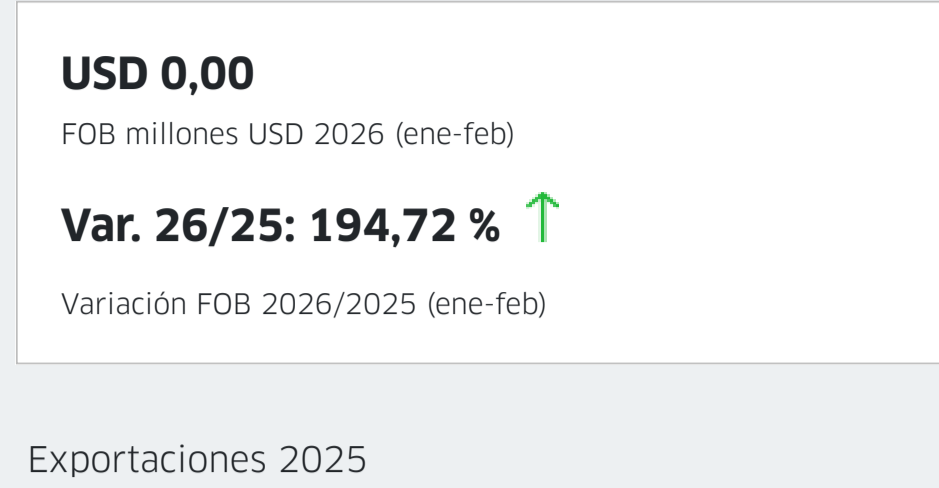 USD 0,00
FOB millones USD 2026 (ene-feb)
Var. 26/25: 194,72 %
Variación FOB 2026/2025 (ene-feb)
Exportaciones 2025